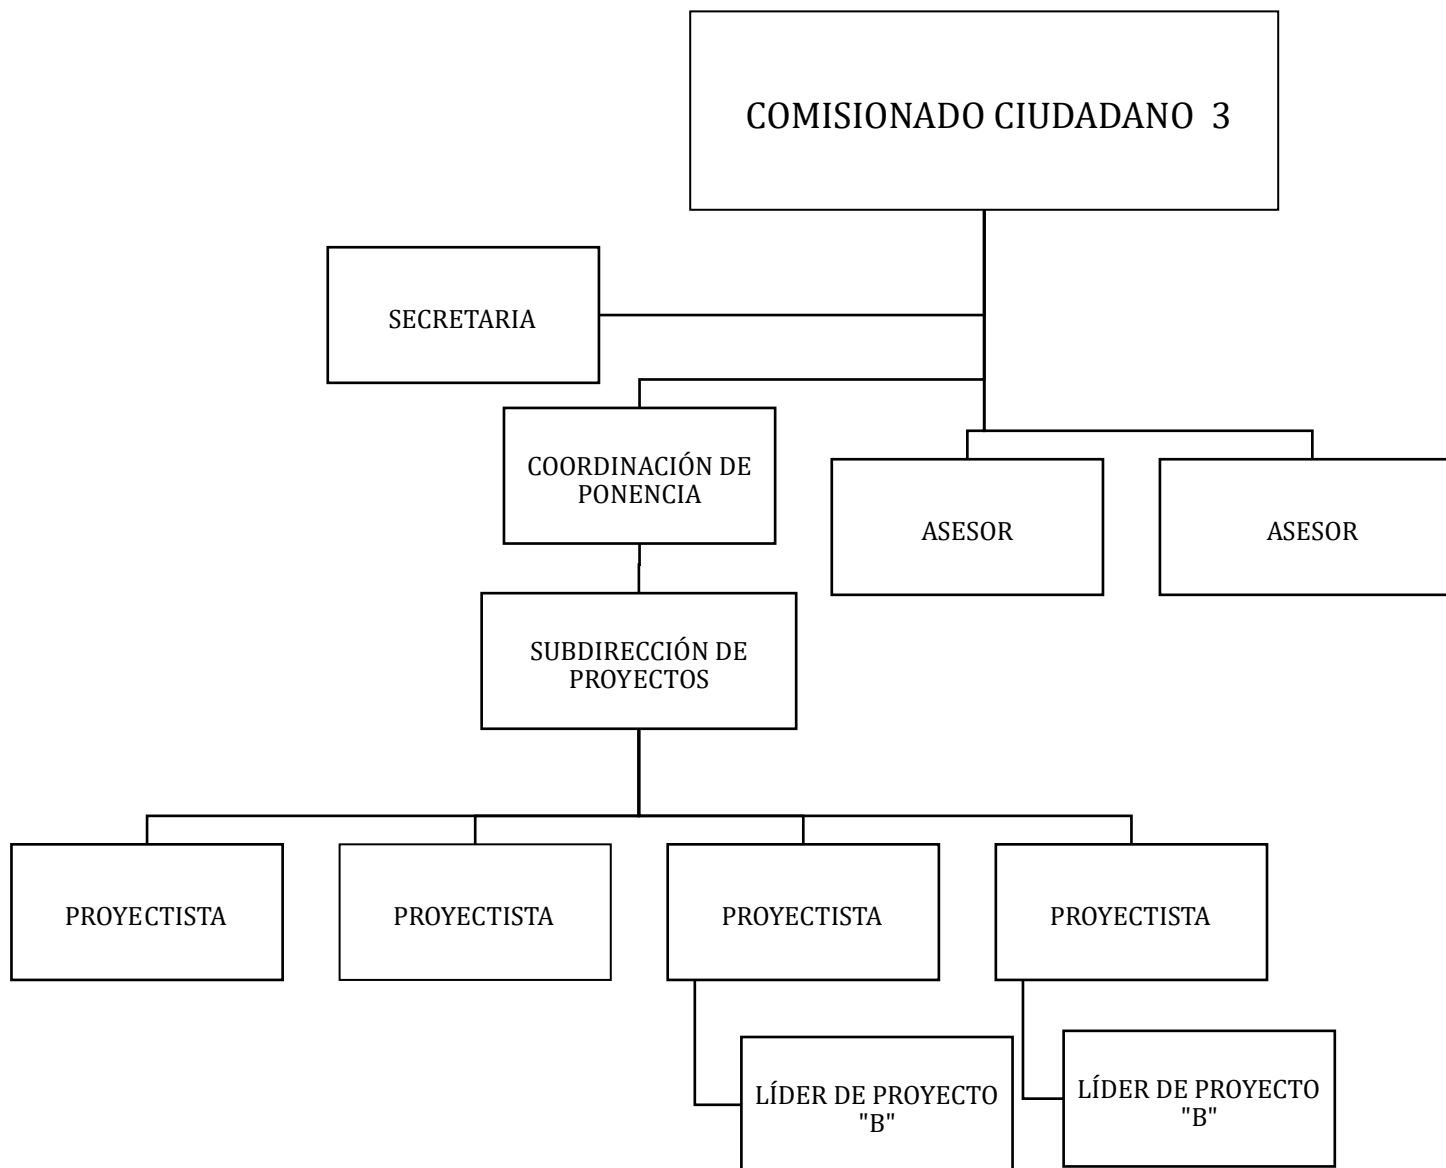 COMISIONADO CIUDADANO  3
SECRETARIA
COORDINACIÓN DE
PONENCIA
ASESOR
ASESOR
SUBDIRECCIÓN DE
PROYECTOS
PROYECTISTA
PROYECTISTA
PROYECTISTA
PROYECTISTA
LÍDER DE PROYECTO
"B"
LÍDER DE PROYECTO
"B"